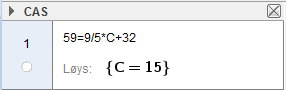 CAS
1
59=9/5*C+32
Løys: {C = 15}